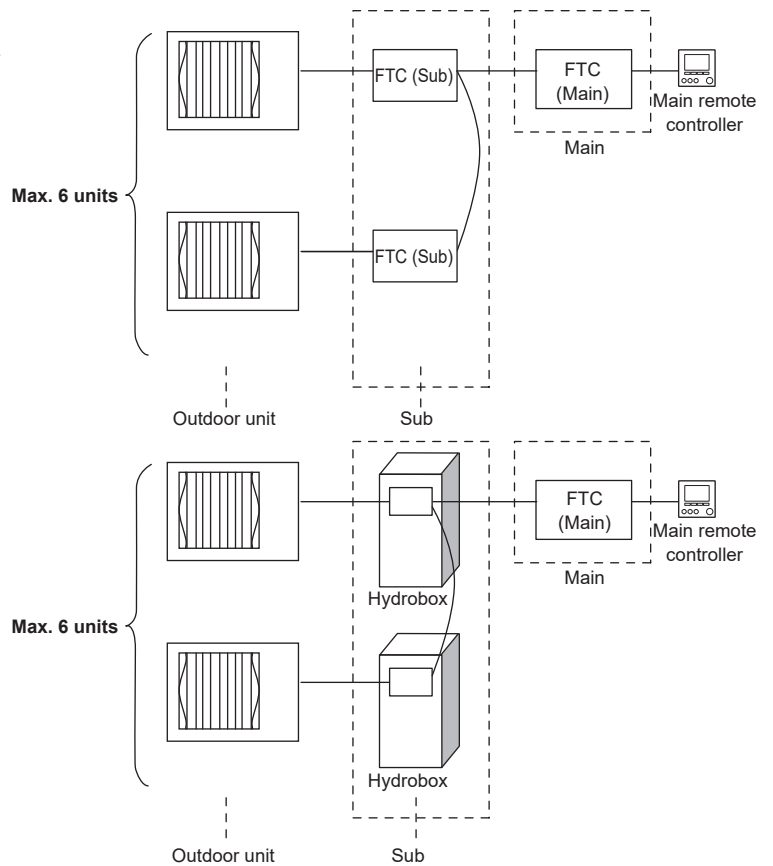 FTC (Sub)
FTC
(Main)
Main remote
controller
Main
Max. 6 units
FTC (Sub)
Outdoor unit
Sub
FTC
(Main)
Main remote
controller
Main
Hydrobox
Max. 6 units
Hydrobox
Outdoor unit
Sub